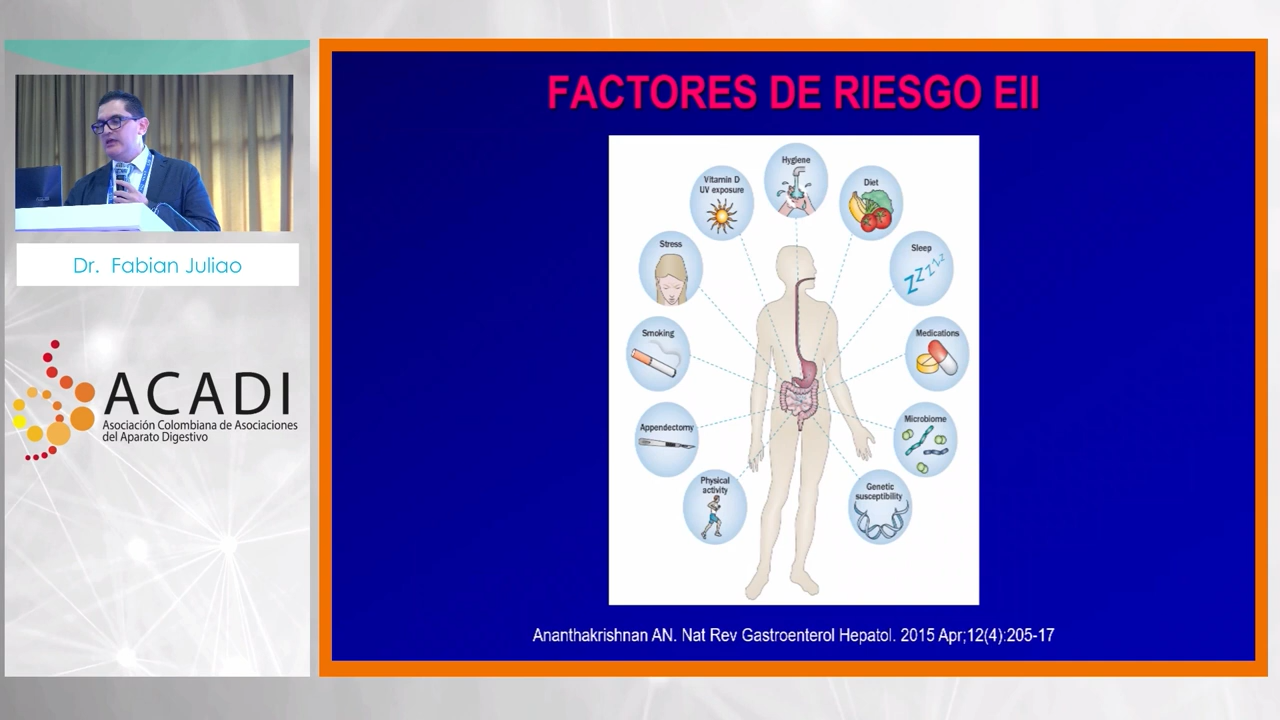 Dr. Fabian Juliao
ACADI
Asociación Colombiana de Asociaciones
del Aparato Digestivo
FACTORES DE RIESGO EII
Hygiene
Vitamin D
UV exposure
Diet
Stress
Sleep
Smoking
Medications
Appendectomy
Microbiome
Physical
activity
Genetic
susceptibility
Ananthakrishnan AN. Nat Rev Gastroenterol Hepatol. 2015 Apr;12(4):205-17